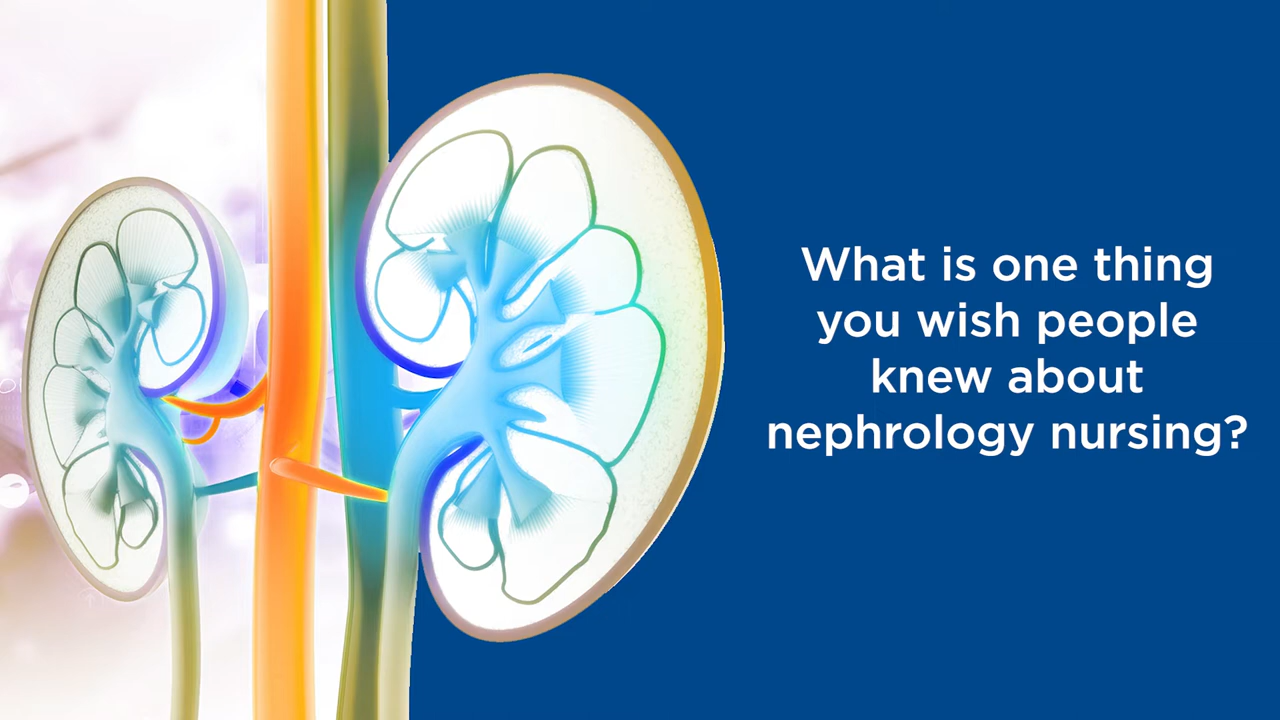 What is one thing
you wish people
knew about
nephrology nursing?